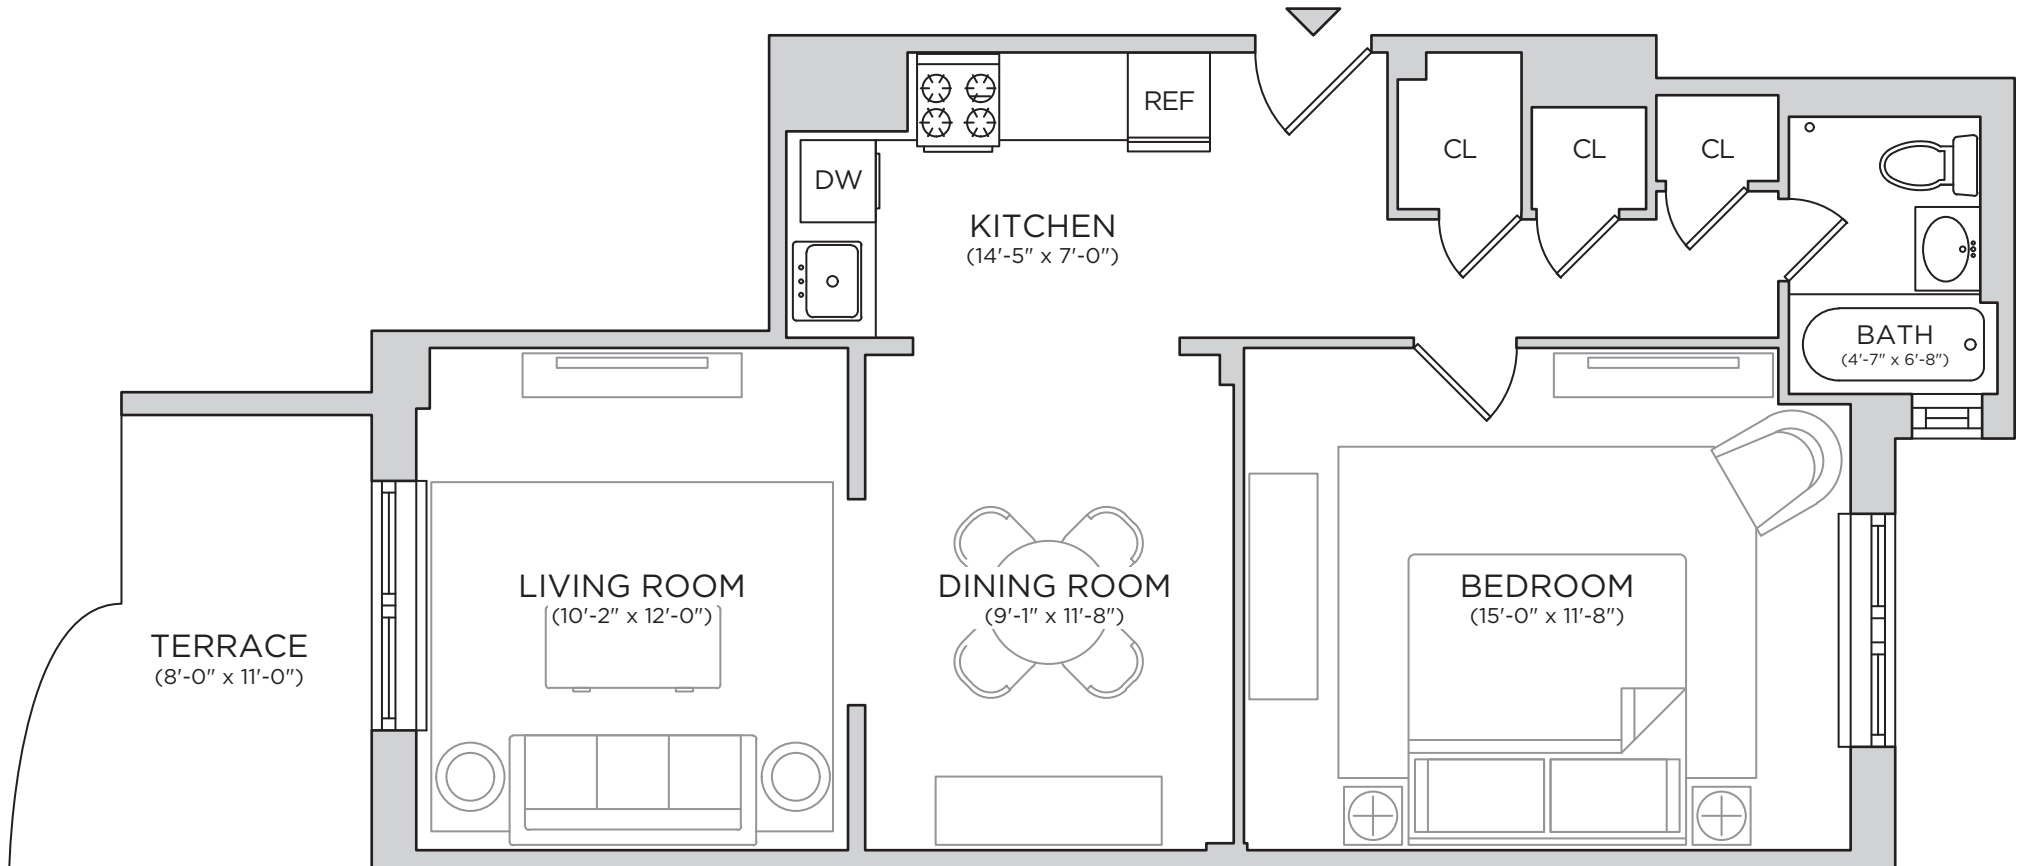 REF
DW
CL
CL
CL
KITCHEN
(14'-5" x 7'-0")
BATH
(4'-7" x 6'-8")
LIVING ROOM
(10'-2" x 12'-0")
DINING ROOM
(9'-1" x 11'-8")
BEDROOM
(15'-0" x 11'-8")
TERRACE
(8'-0" x 11'-0")